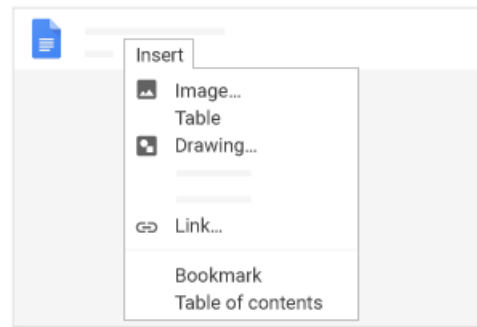 Insert
Image…
Table
Drawing…
Link…
Bookmark
Table of contents